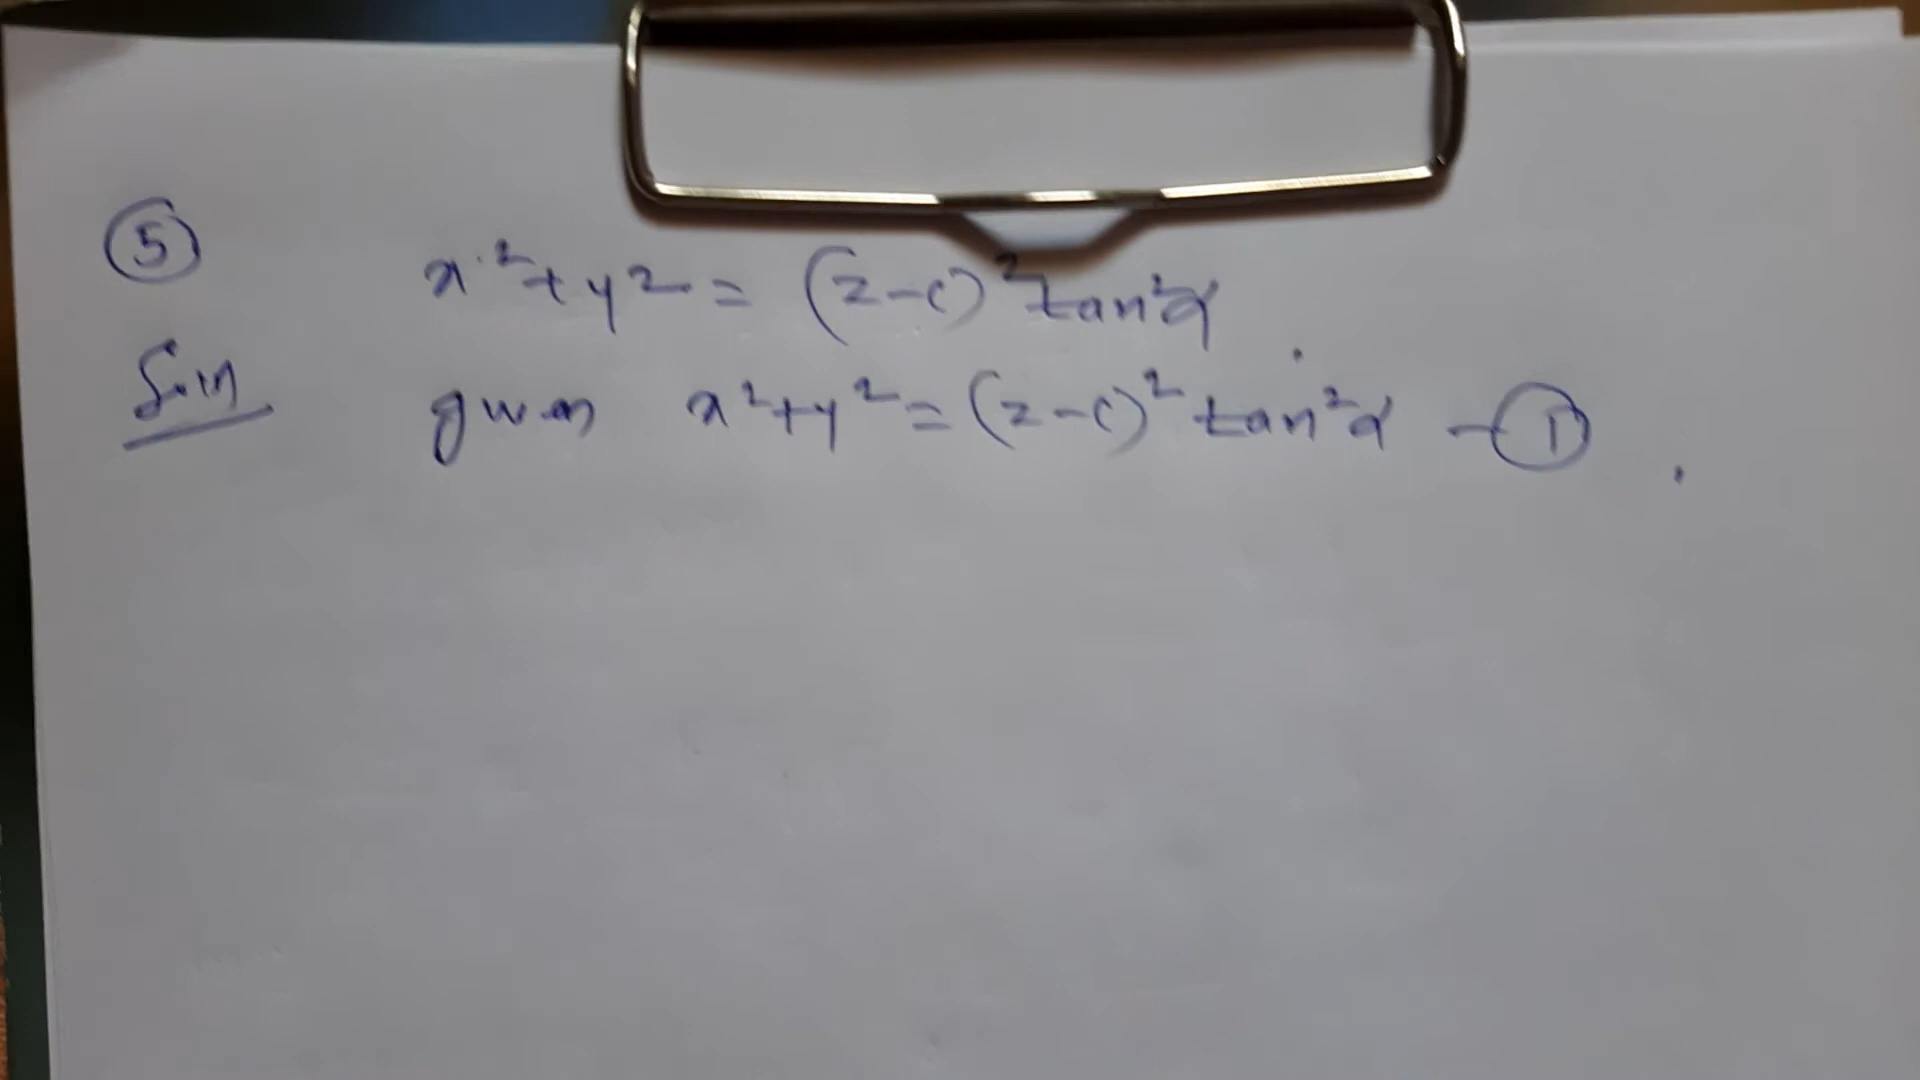 ⑤ x²+y² = (z-c)² tan²α
Soln given x²+y² = (z-c)² tan²α —①